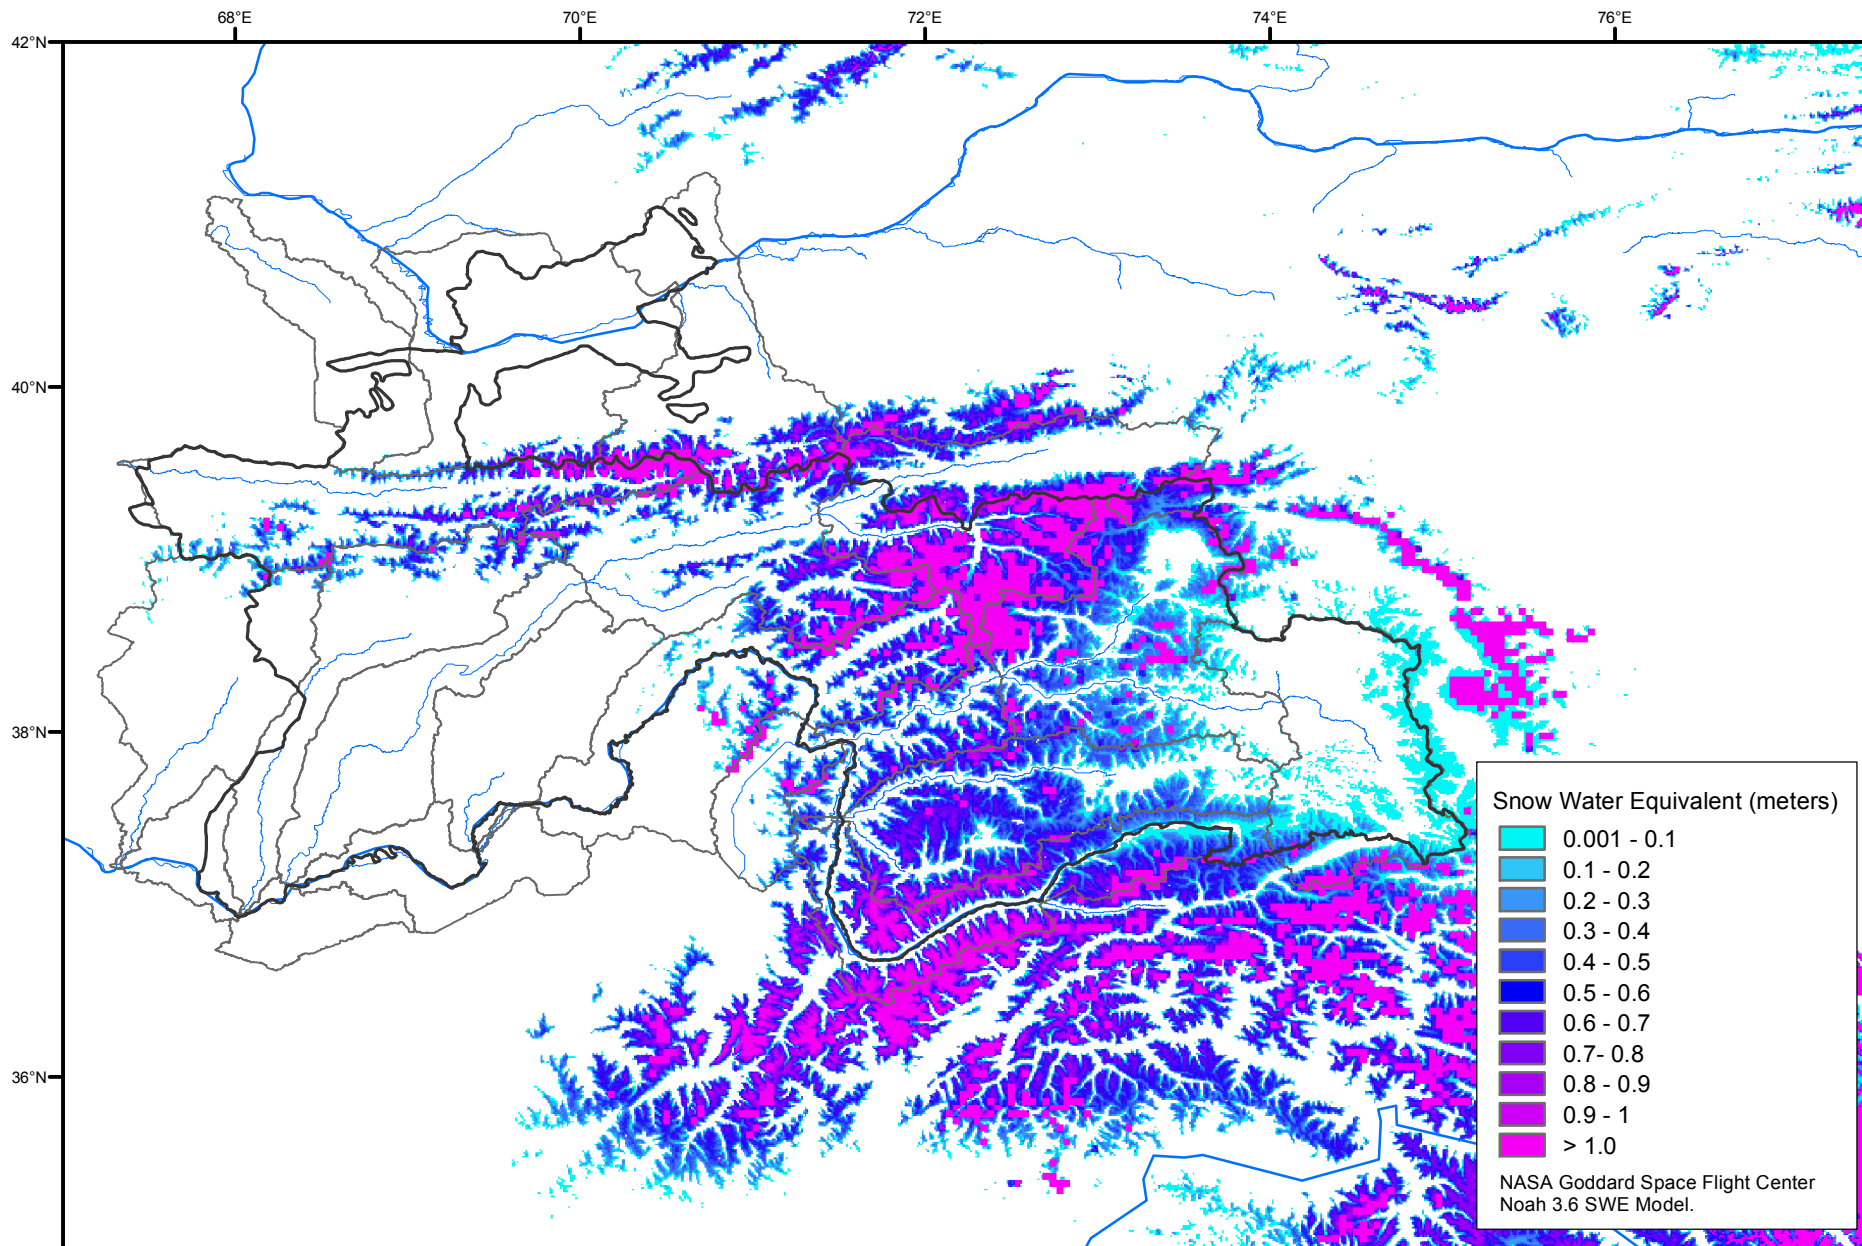 68°E
70°E
72°E
74°E
76°E
42°N
40°N
38°N
36°N
Snow Water Equivalent (meters)
0.001 - 0.1
0.1 - 0.2
0.2 - 0.3
0.3 - 0.4
0.4 - 0.5
0.5 - 0.6
0.6 - 0.7
0.7- 0.8
0.8 - 0.9
0.9 - 1
> 1.0
NASA Goddard Space Flight Center
Noah 3.6 SWE Model.